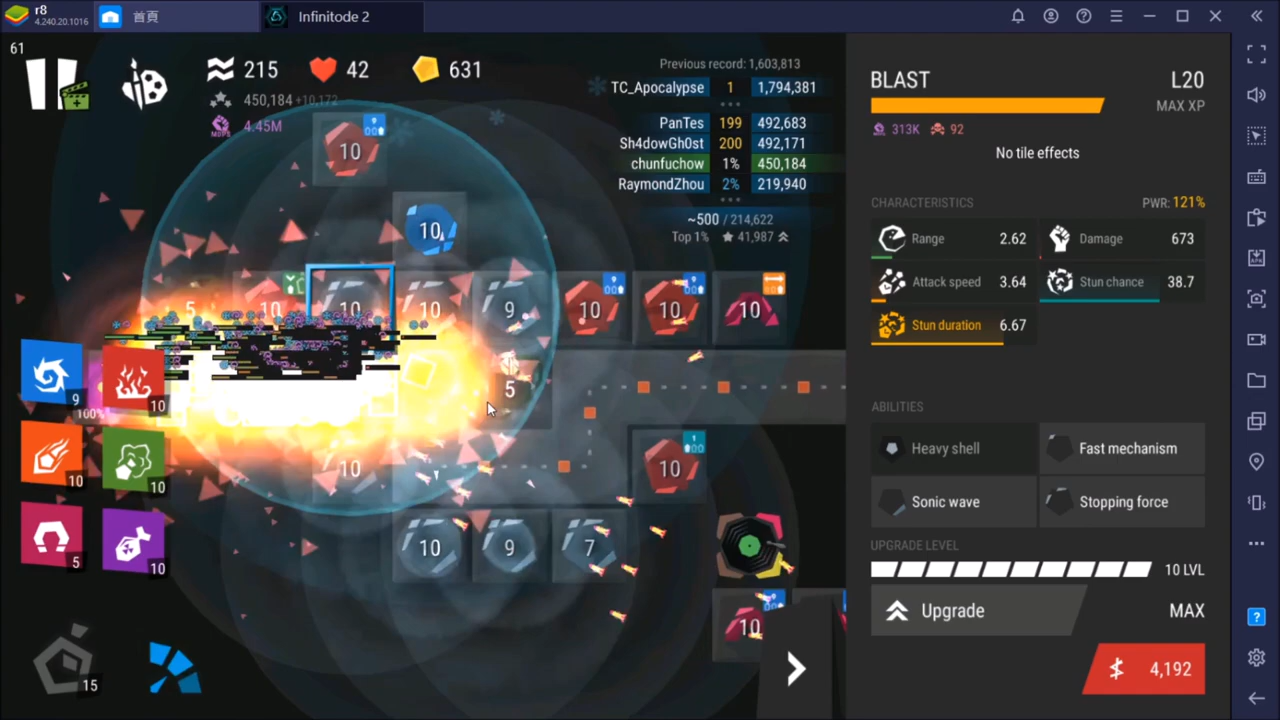 r8
4.240.20.1016
首頁
Infinitode 2
61
215
42
631
450,184 +10,172
MDPS
4.45M
Previous record: 1,603,813
TC_Apocalypse 1 1,794,381
PanTes 199 492,683
Sh4dowGh0st 200 492,171
chunfuchow 1% 450,184
RaymondZhou 2% 219,940
~500 / 214,622
Top 1% 41,987
BLAST L20
MAX XP
313K 92
No tile effects
CHARACTERISTICS PWR: 121%
Range 2.62
Damage 673
Attack speed 3.64
Stun chance 38.7
Stun duration 6.67
ABILITIES
Heavy shell
Fast mechanism
Sonic wave
Stopping force
UPGRADE LEVEL
10 LVL
Upgrade MAX
4,192
10
10
5 10 10 10 9 10 10 10
5
10 10
10 9 7
10
9
10
100%
10
10
5
10
15